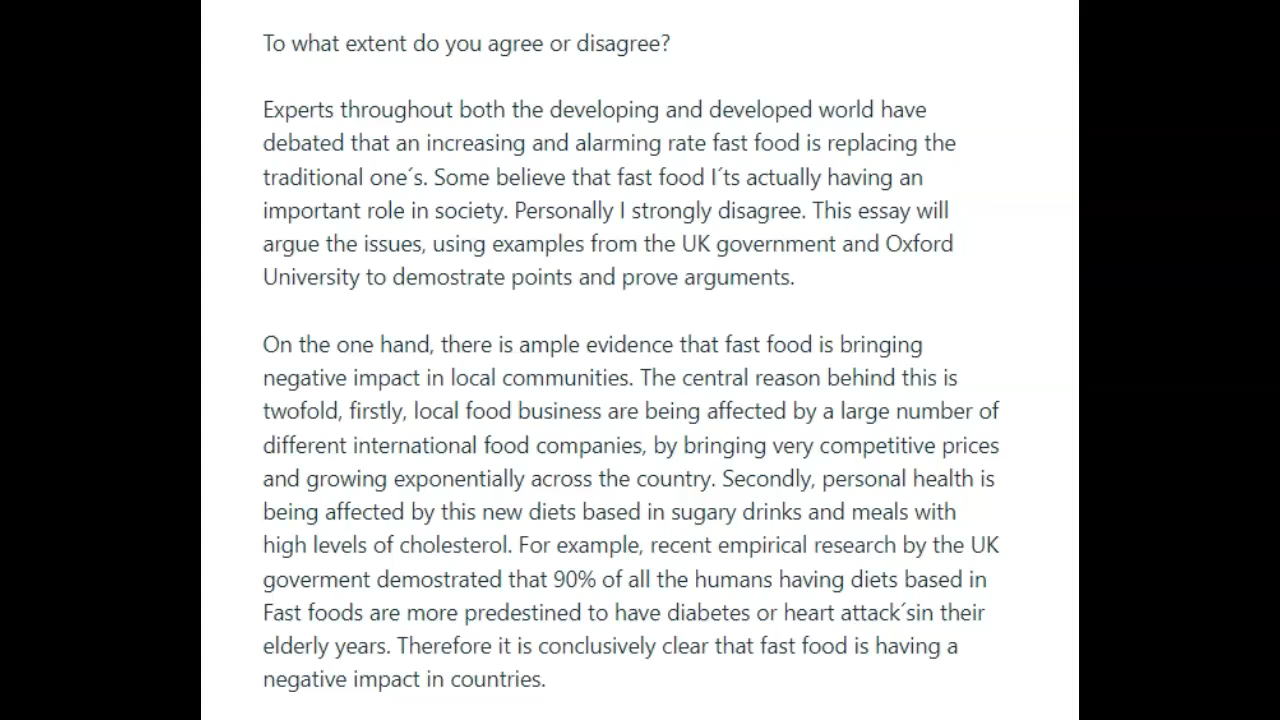 To what extent do you agree or disagree?
Experts throughout both the developing and developed world have
debated that an increasing and alarming rate fast food is replacing the
traditional one´s. Some believe that fast food I´ts actually having an
important role in society. Personally I strongly disagree. This essay will
argue the issues, using examples from the UK government and Oxford
University to demostrate points and prove arguments.
On the one hand, there is ample evidence that fast food is bringing
negative impact in local communities. The central reason behind this is
twofold, firstly, local food business are being affected by a large number of
different international food companies, by bringing very competitive prices
and growing exponentially across the country. Secondly, personal health is
being affected by this new diets based in sugary drinks and meals with
high levels of cholesterol. For example, recent empirical research by the UK
goverment demostrated that 90% of all the humans having diets based in
Fast foods are more predestined to have diabetes or heart attack´sin their
elderly years. Therefore it is conclusively clear that fast food is having a
negative impact in countries.